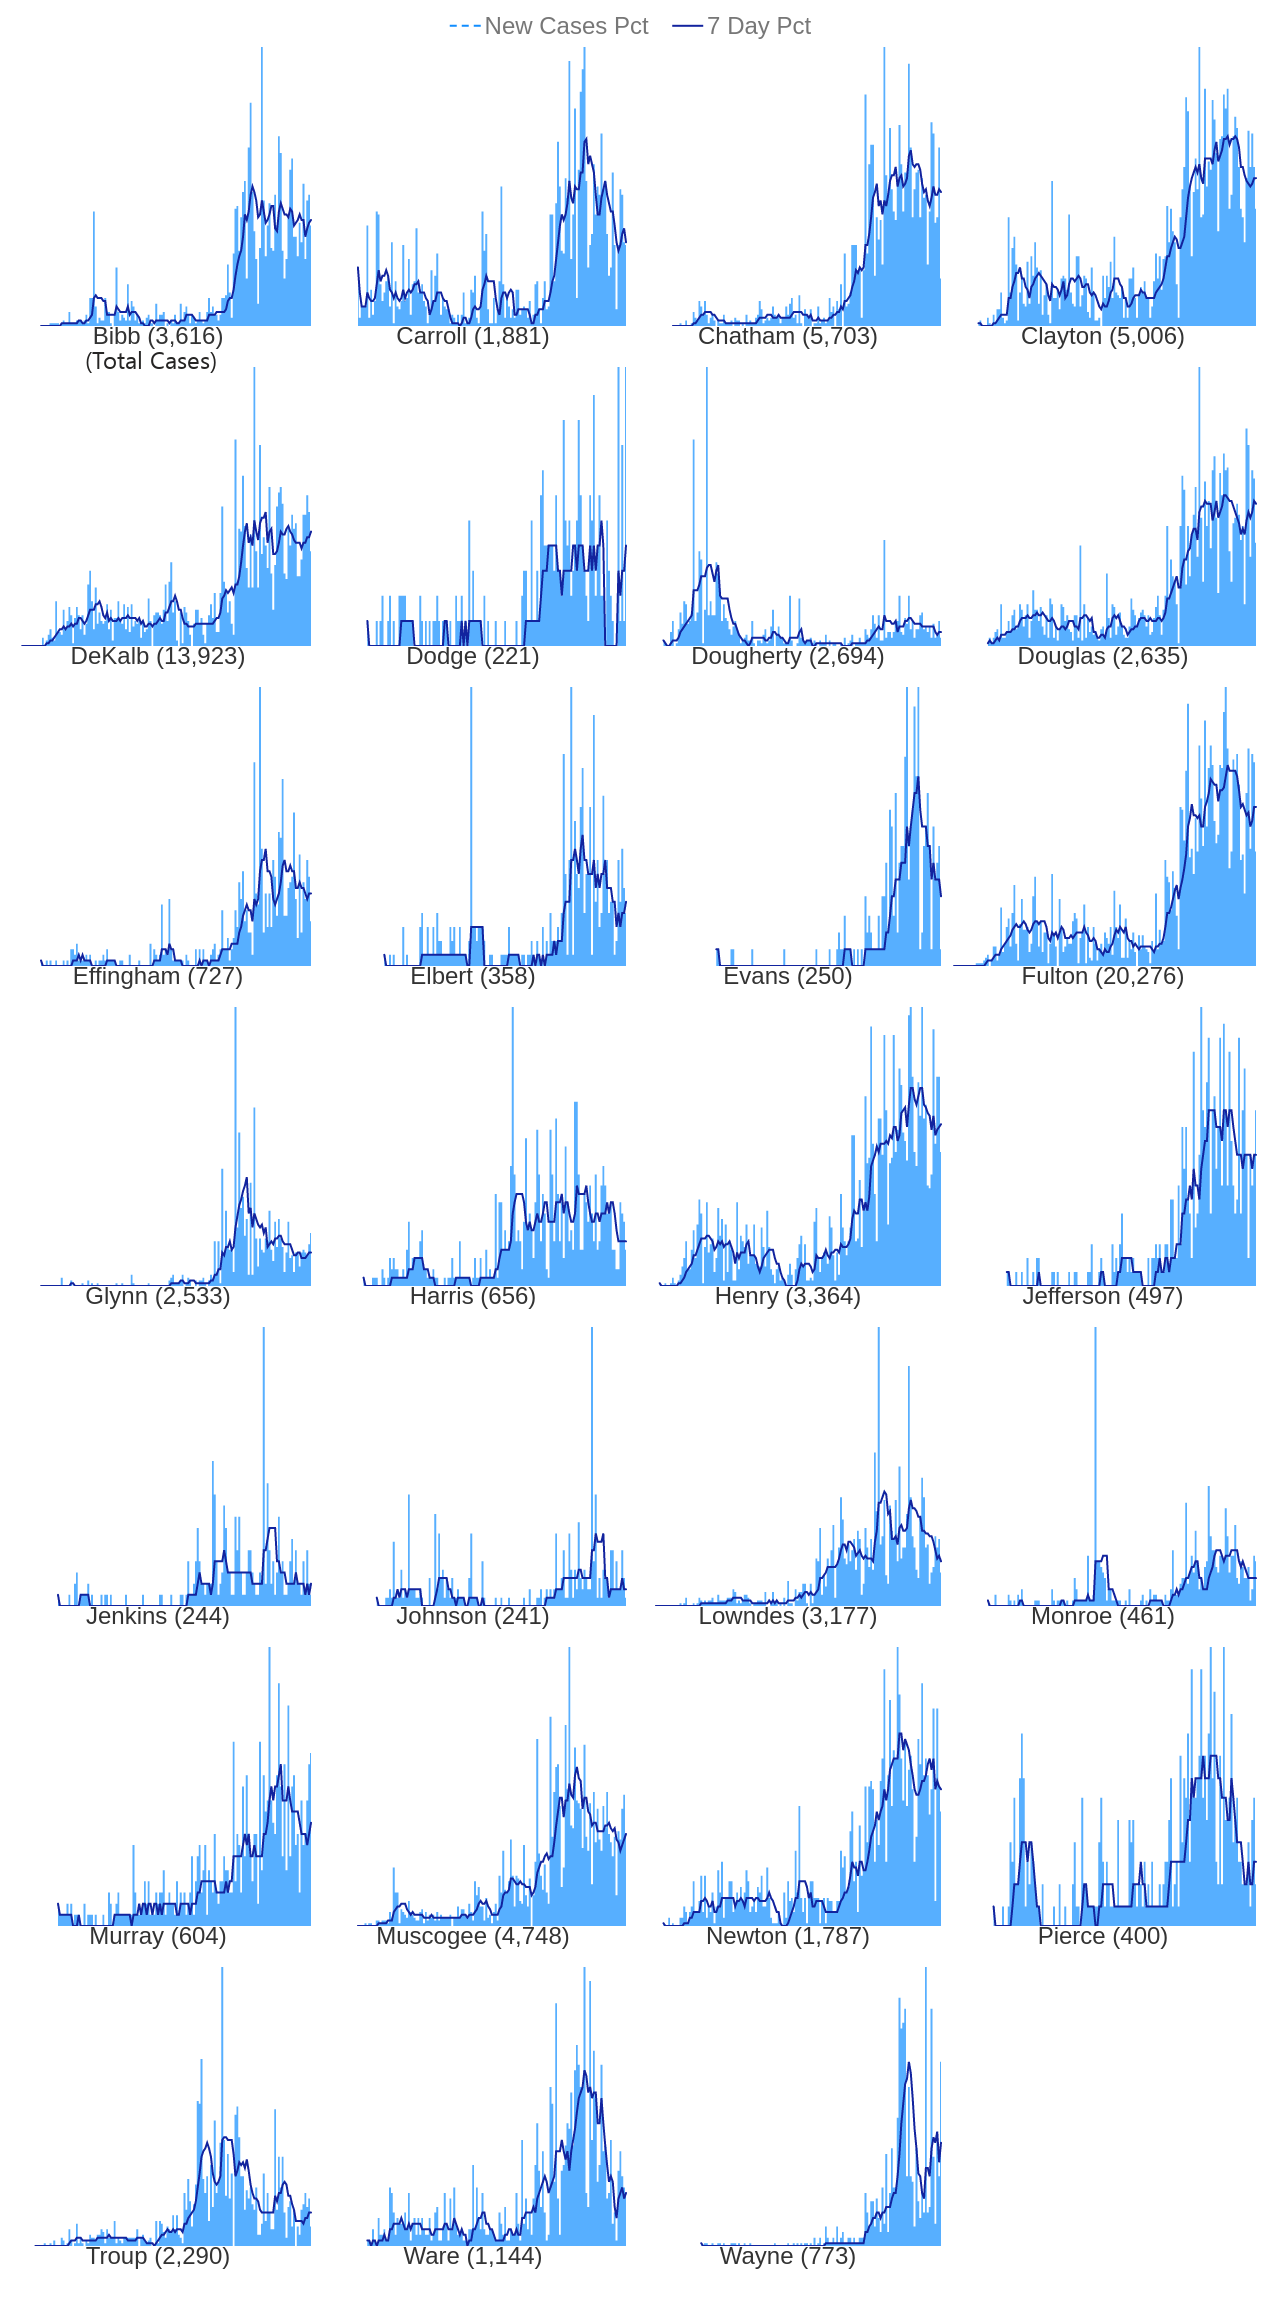 New Cases Pct 7 Day Pct
Bibb (3,616) Carroll (1,881) Chatham (5,703) Clayton (5,006)
(Total Cases)
DeKalb (13,923) Dodge (221) Dougherty (2,694) Douglas (2,635)
Effingham (727) Elbert (358) Evans (250) Fulton (20,276)
Glynn (2,533) Harris (656) Henry (3,364) Jefferson (497)
Jenkins (244) Johnson (241) Lowndes (3,177) Monroe (461)
Murray (604) Muscogee (4,748) Newton (1,787) Pierce (400)
Troup (2,290) Ware (1,144) Wayne (773)